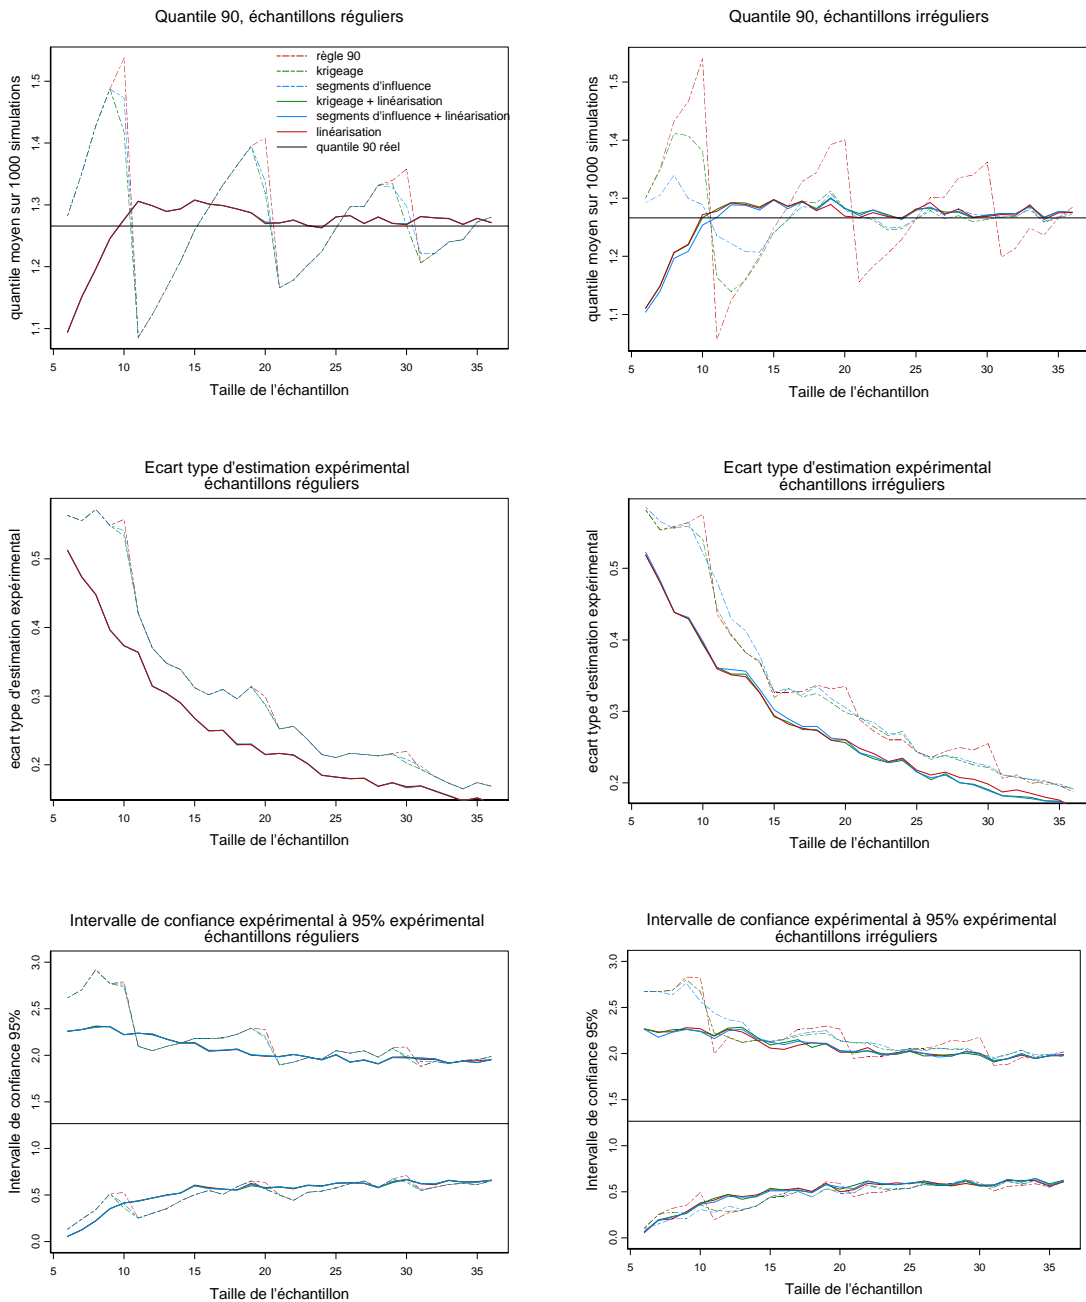 Quantile 90, échantillons réguliers
quantile moyen sur 1000 simulations
1.1
1.2
1.3
1.4
1.5
règle 90
krigeage
segments d'influence
krigeage + linéarisation
segments d'influence + linéarisation
linéarisation
quantile 90 réel
5
10
15
20
25
30
35
Taille de l'échantillon
Quantile 90, échantillons irréguliers
quantile moyen sur 1000 simulations
1.1
1.2
1.3
1.4
1.5
5
10
15
20
25
30
35
Taille de l'échantillon
Ecart type d'estimation expérimental
échantillons réguliers
ecart type d'estimation expérimental
0.2
0.3
0.4
0.5
5
10
15
20
25
30
35
Taille de l'échantillon
Ecart type d'estimation expérimental
échantillons irréguliers
ecart type d'estimation expérimental
0.2
0.3
0.4
0.5
5
10
15
20
25
30
35
Taille de l'échantillon
Intervalle de confiance expérimental à 95% expérimental
échantillons réguliers
Intervalle de confiance 95%
0.0
0.5
1.0
1.5
2.0
2.5
3.0
5
10
15
20
25
30
35
Taille de l'échantillon
Intervalle de confiance expérimental à 95% expérimental
échantillons irréguliers
Intervalle de confiance 95%
0.0
0.5
1.0
1.5
2.0
2.5
3.0
5
10
15
20
25
30
35
Taille de l'échantillon